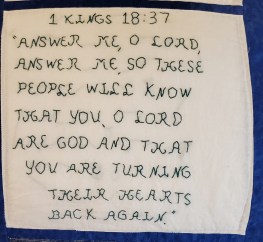 1 KINGS 18:37
"ANSWER ME, O LORD,
ANSWER ME, SO THESE
PEOPLE WILL KNOW
THAT YOU, O LORD
ARE GOD AND THAT
YOU ARE TURNING
THEIR HEARTS
BACK AGAIN."